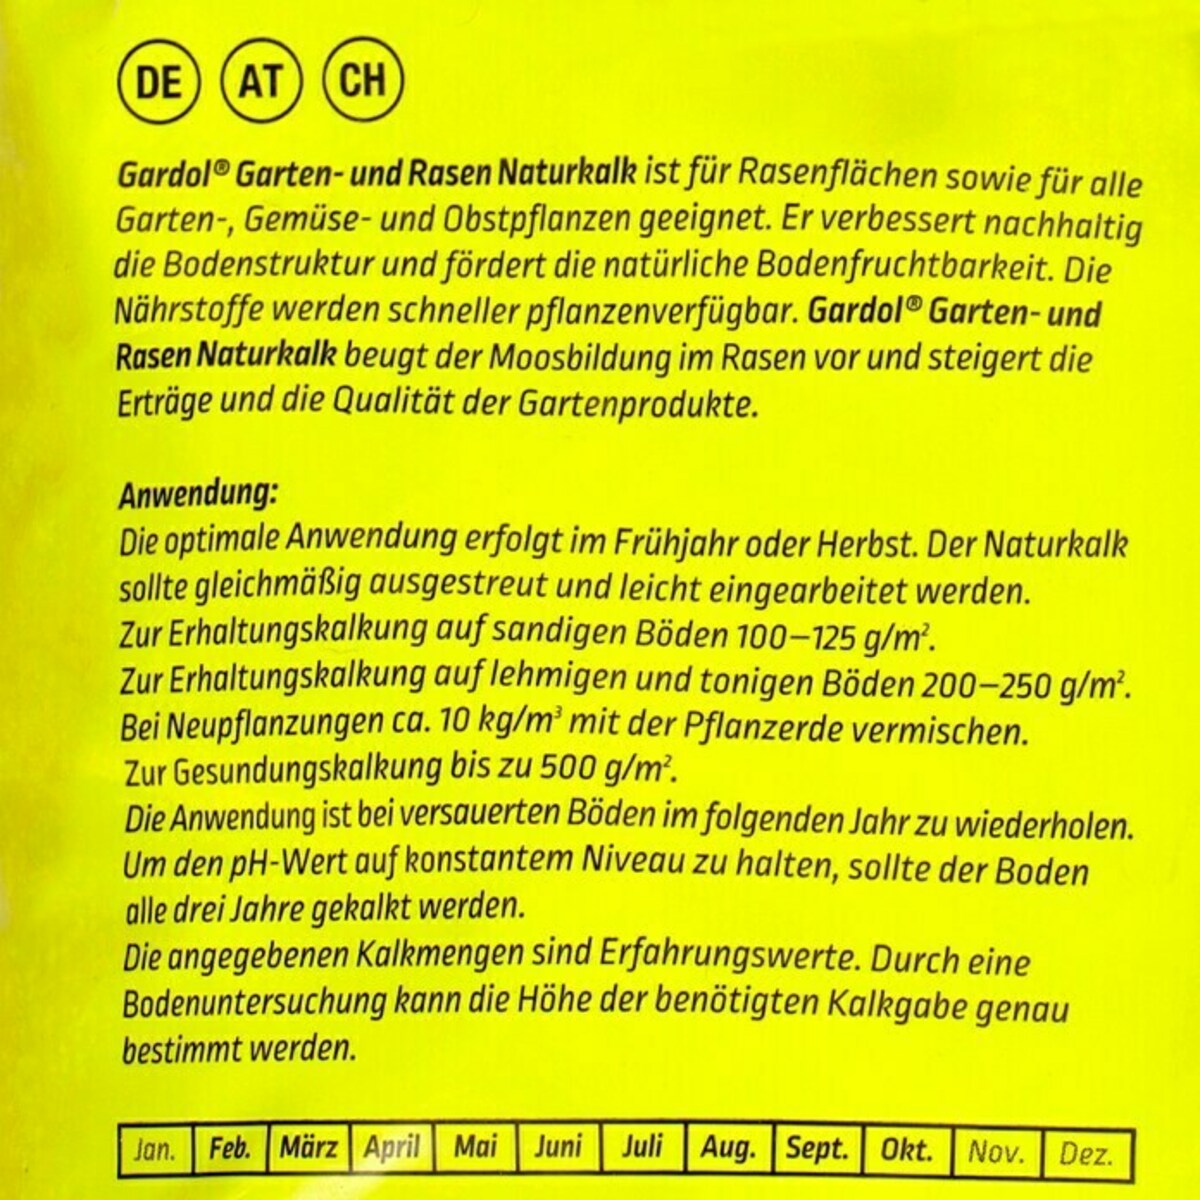 DE AT CH
Gardol® Garten- und Rasen Naturkalk ist für Rasenflächen sowie für alle
Garten-, Gemüse- und Obstpflanzen geeignet. Er verbessert nachhaltig
die Bodenstruktur und fördert die natürliche Bodenfruchtbarkeit. Die
Nährstoffe werden schneller pflanzenverfügbar. Gardol® Garten- und
Rasen Naturkalk beugt der Moosbildung im Rasen vor und steigert die
Erträge und die Qualität der Gartenprodukte.
Anwendung:
Die optimale Anwendung erfolgt im Frühjahr oder Herbst. Der Naturkalk
sollte gleichmäßig ausgestreut und leicht eingearbeitet werden.
Zur Erhaltungskalkung auf sandigen Böden 100–125 g/m².
Zur Erhaltungskalkung auf lehmigen und tonigen Böden 200–250 g/m².
Bei Neupflanzungen ca. 10 kg/m³ mit der Pflanzerde vermischen.
Zur Gesundungskalkung bis zu 500 g/m².
Die Anwendung ist bei versauerten Böden im folgenden Jahr zu wiederholen.
Um den pH-Wert auf konstantem Niveau zu halten, sollte der Boden
alle drei Jahre gekalkt werden.
Die angegebenen Kalkmengen sind Erfahrungswerte. Durch eine
Bodenuntersuchung kann die Höhe der benötigten Kalkgabe genau
bestimmt werden.
Jan. Feb. März April Mai Juni Juli Aug. Sept. Okt. Nov. Dez.